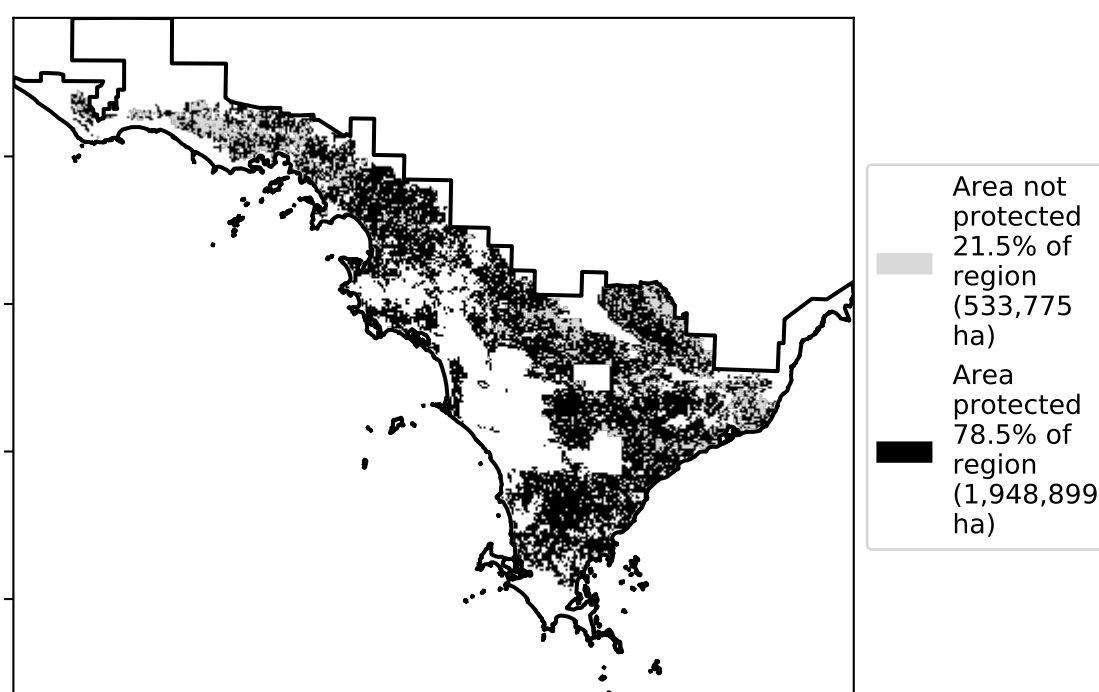 Area not
protected
21.5% of
region
(533,775
ha)
Area
protected
78.5% of
region
(1,948,899
ha)